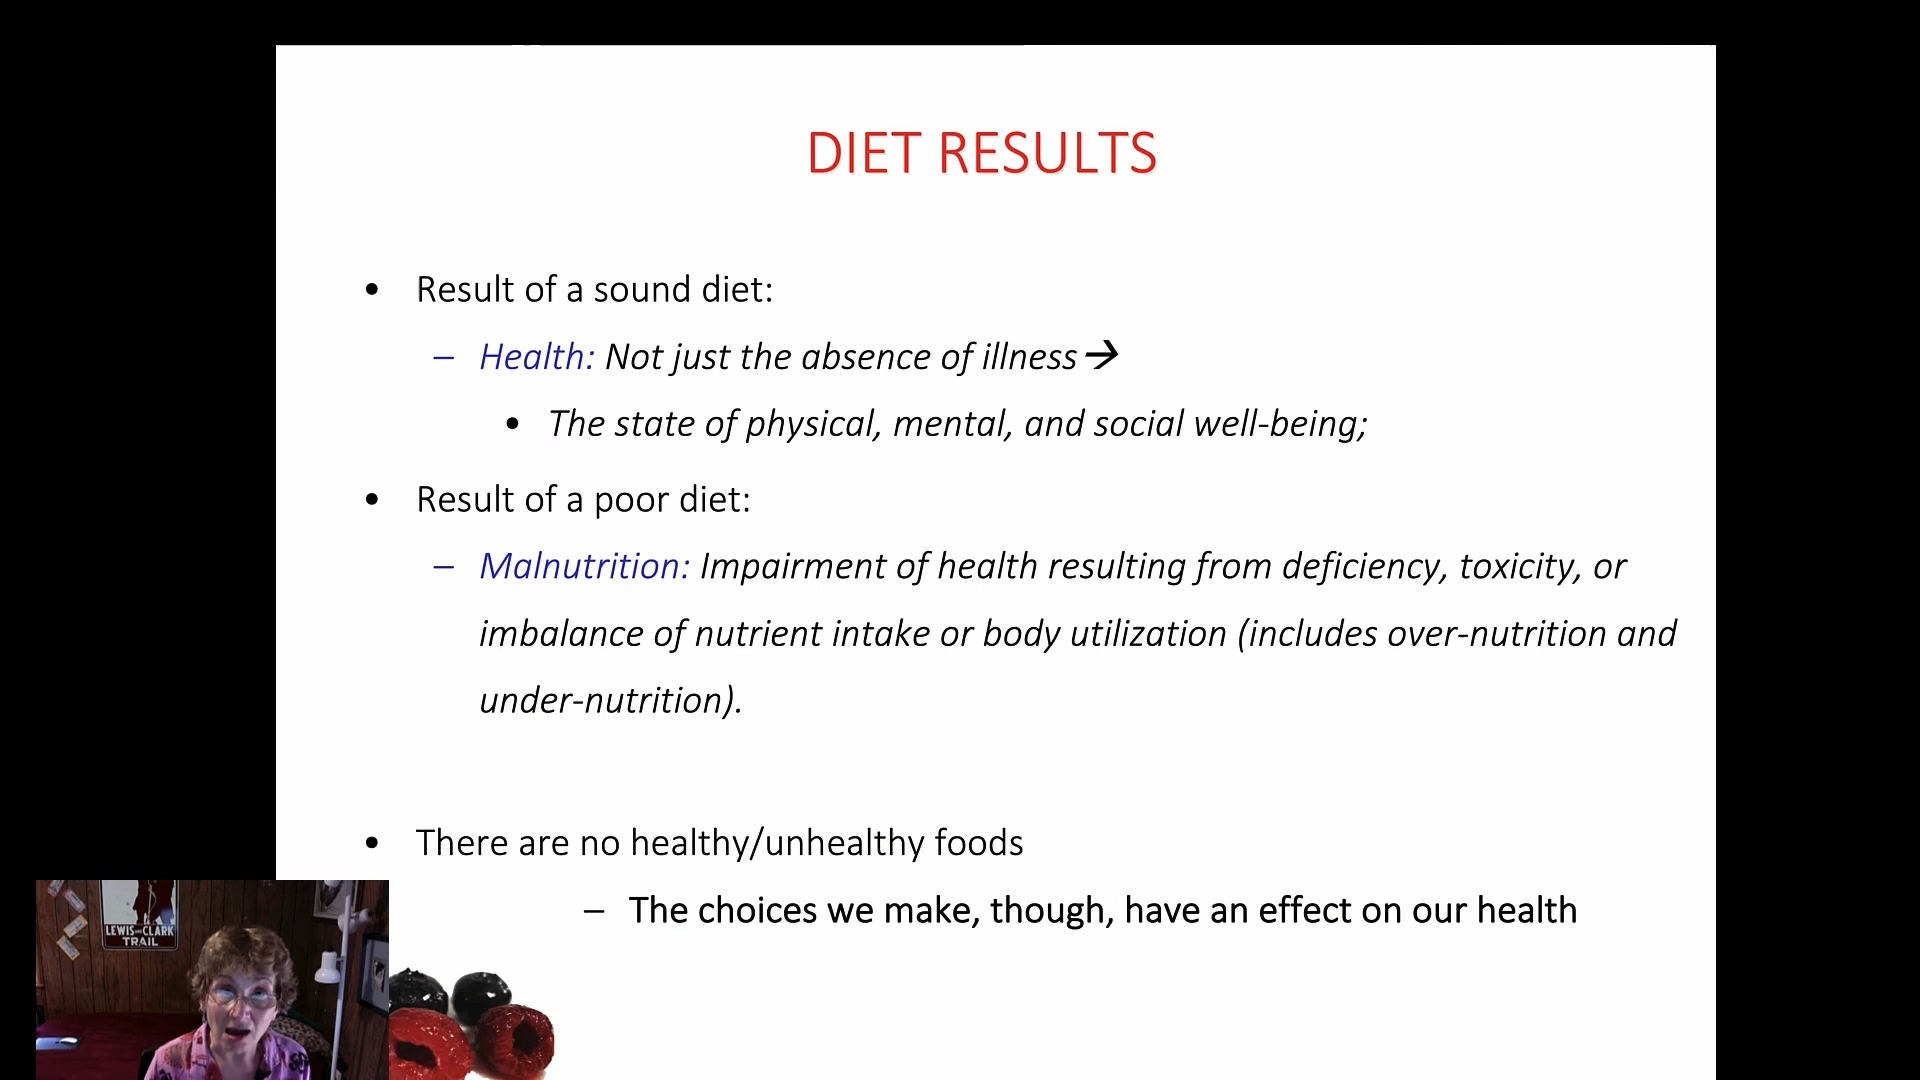 DIET RESULTS
• Result of a sound diet:
– Health: Not just the absence of illness→
• The state of physical, mental, and social well-being;
• Result of a poor diet:
– Malnutrition: Impairment of health resulting from deficiency, toxicity, or
imbalance of nutrient intake or body utilization (includes over-nutrition and
under-nutrition).
• There are no healthy/unhealthy foods
– The choices we make, though, have an effect on our health
LEWIS AND CLARK
TRAIL